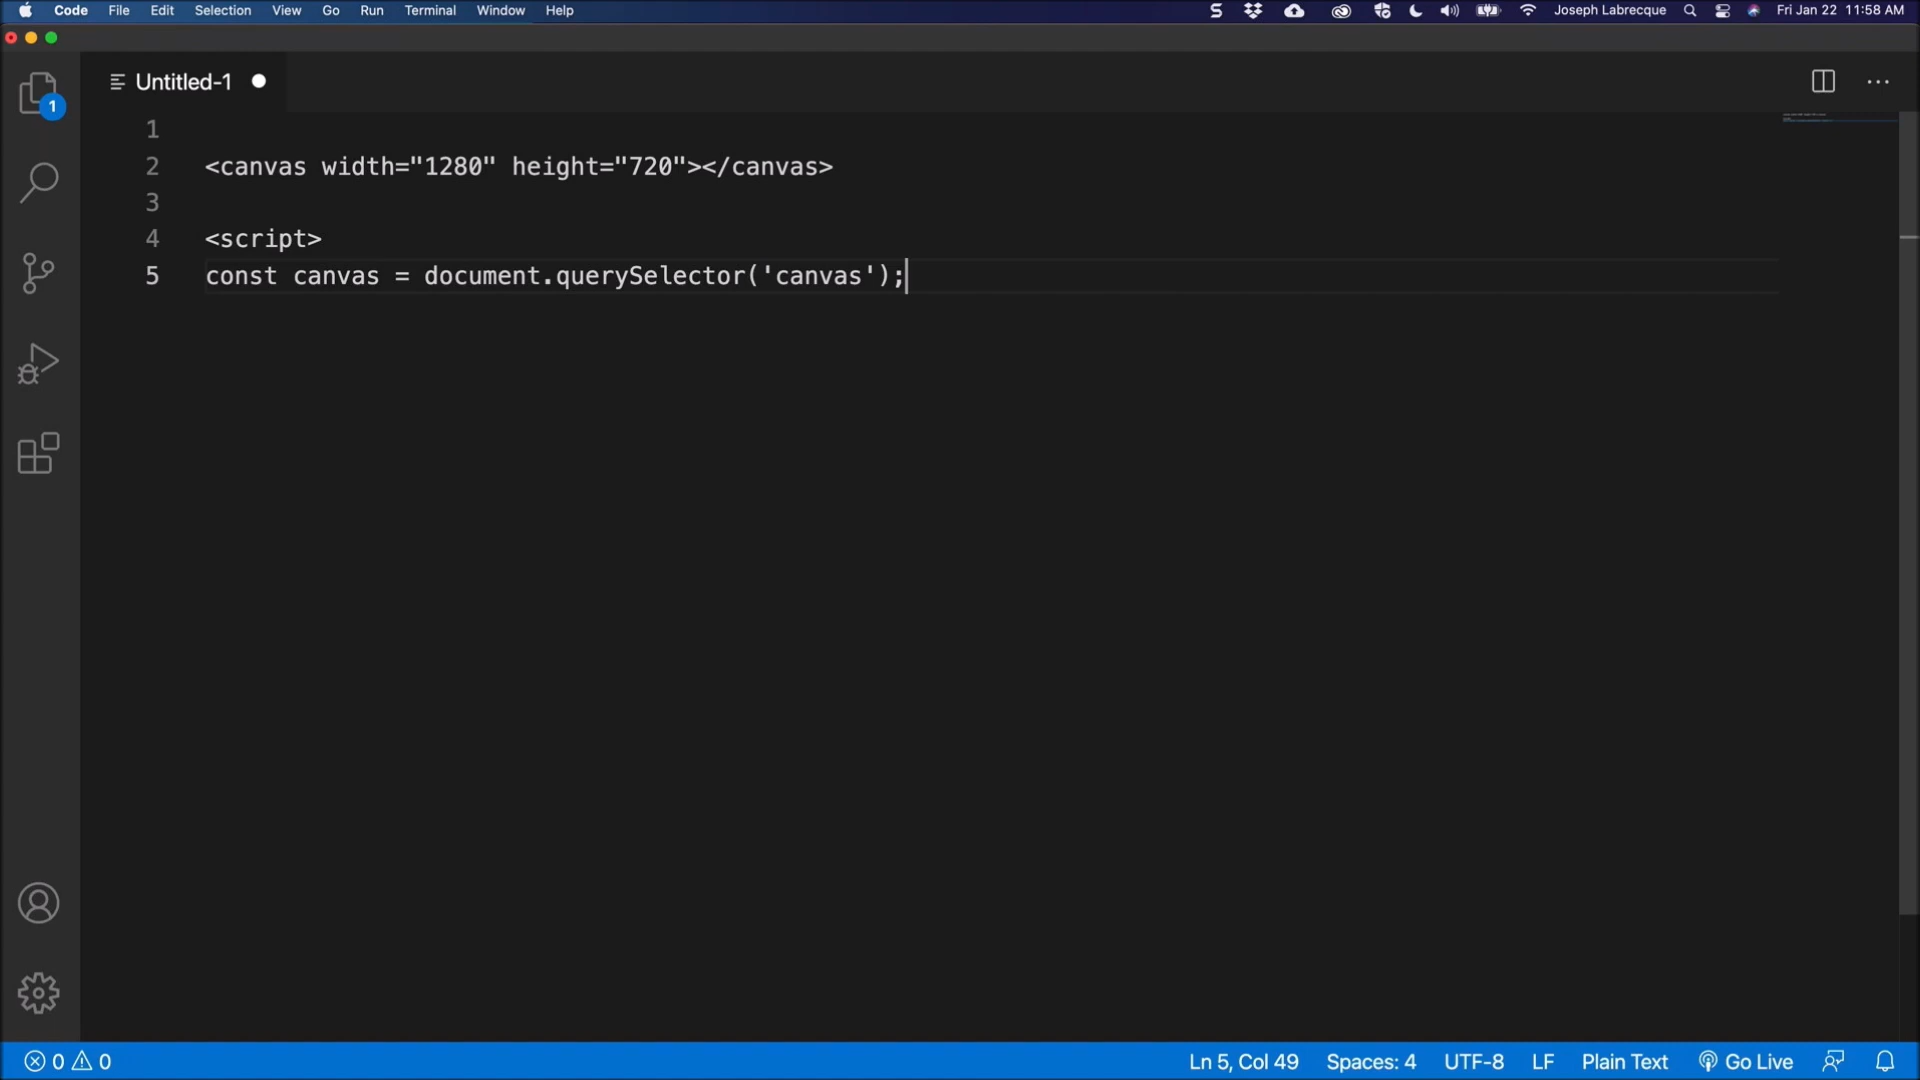 Code File Edit Selection View Go Run Terminal Window Help Joseph Labrecque Fri Jan 22 11:58 AM
Untitled-1
1
1
2 <canvas width="1280" height="720"></canvas>
3
4 <script>
5 const canvas = document.querySelector('canvas');
0 0 Ln 5, Col 49 Spaces: 4 UTF-8 LF Plain Text Go Live